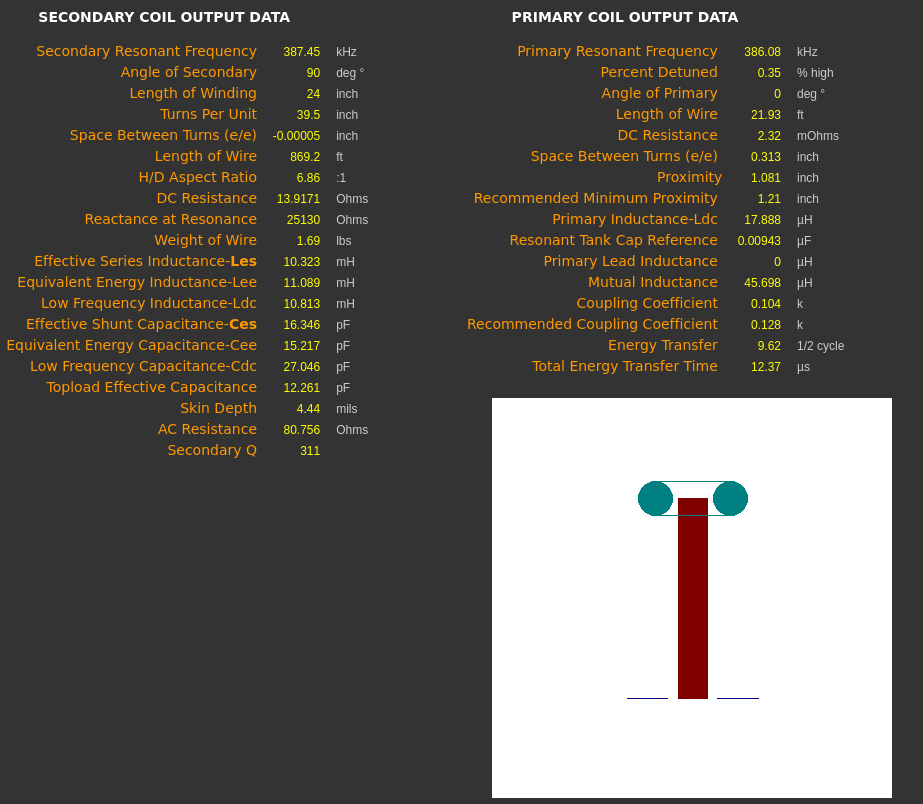 SECONDARY COIL OUTPUT DATA
Secondary Resonant Frequency 387.45 kHz
Angle of Secondary 90 deg °
Length of Winding 24 inch
Turns Per Unit 39.5 inch
Space Between Turns (e/e) -0.00005 inch
Length of Wire 869.2 ft
H/D Aspect Ratio 6.86 :1
DC Resistance 13.9171 Ohms
Reactance at Resonance 25130 Ohms
Weight of Wire 1.69 lbs
Effective Series Inductance-Les 10.323 mH
Equivalent Energy Inductance-Lee 11.089 mH
Low Frequency Inductance-Ldc 10.813 mH
Effective Shunt Capacitance-Ces 16.346 pF
Equivalent Energy Capacitance-Cee 15.217 pF
Low Frequency Capacitance-Cdc 27.046 pF
Topload Effective Capacitance 12.261 pF
Skin Depth 4.44 mils
AC Resistance 80.756 Ohms
Secondary Q 311
PRIMARY COIL OUTPUT DATA
Primary Resonant Frequency 386.08 kHz
Percent Detuned 0.35 % high
Angle of Primary 0 deg °
Length of Wire 21.93 ft
DC Resistance 2.32 mOhms
Space Between Turns (e/e) 0.313 inch
Proximity 1.081 inch
Recommended Minimum Proximity 1.21 inch
Primary Inductance-Ldc 17.888 µH
Resonant Tank Cap Reference 0.00943 µF
Primary Lead Inductance 0 µH
Mutual Inductance 45.698 µH
Coupling Coefficient 0.104 k
Recommended Coupling Coefficient 0.128 k
Energy Transfer 9.62 1/2 cycle
Total Energy Transfer Time 12.37 µs